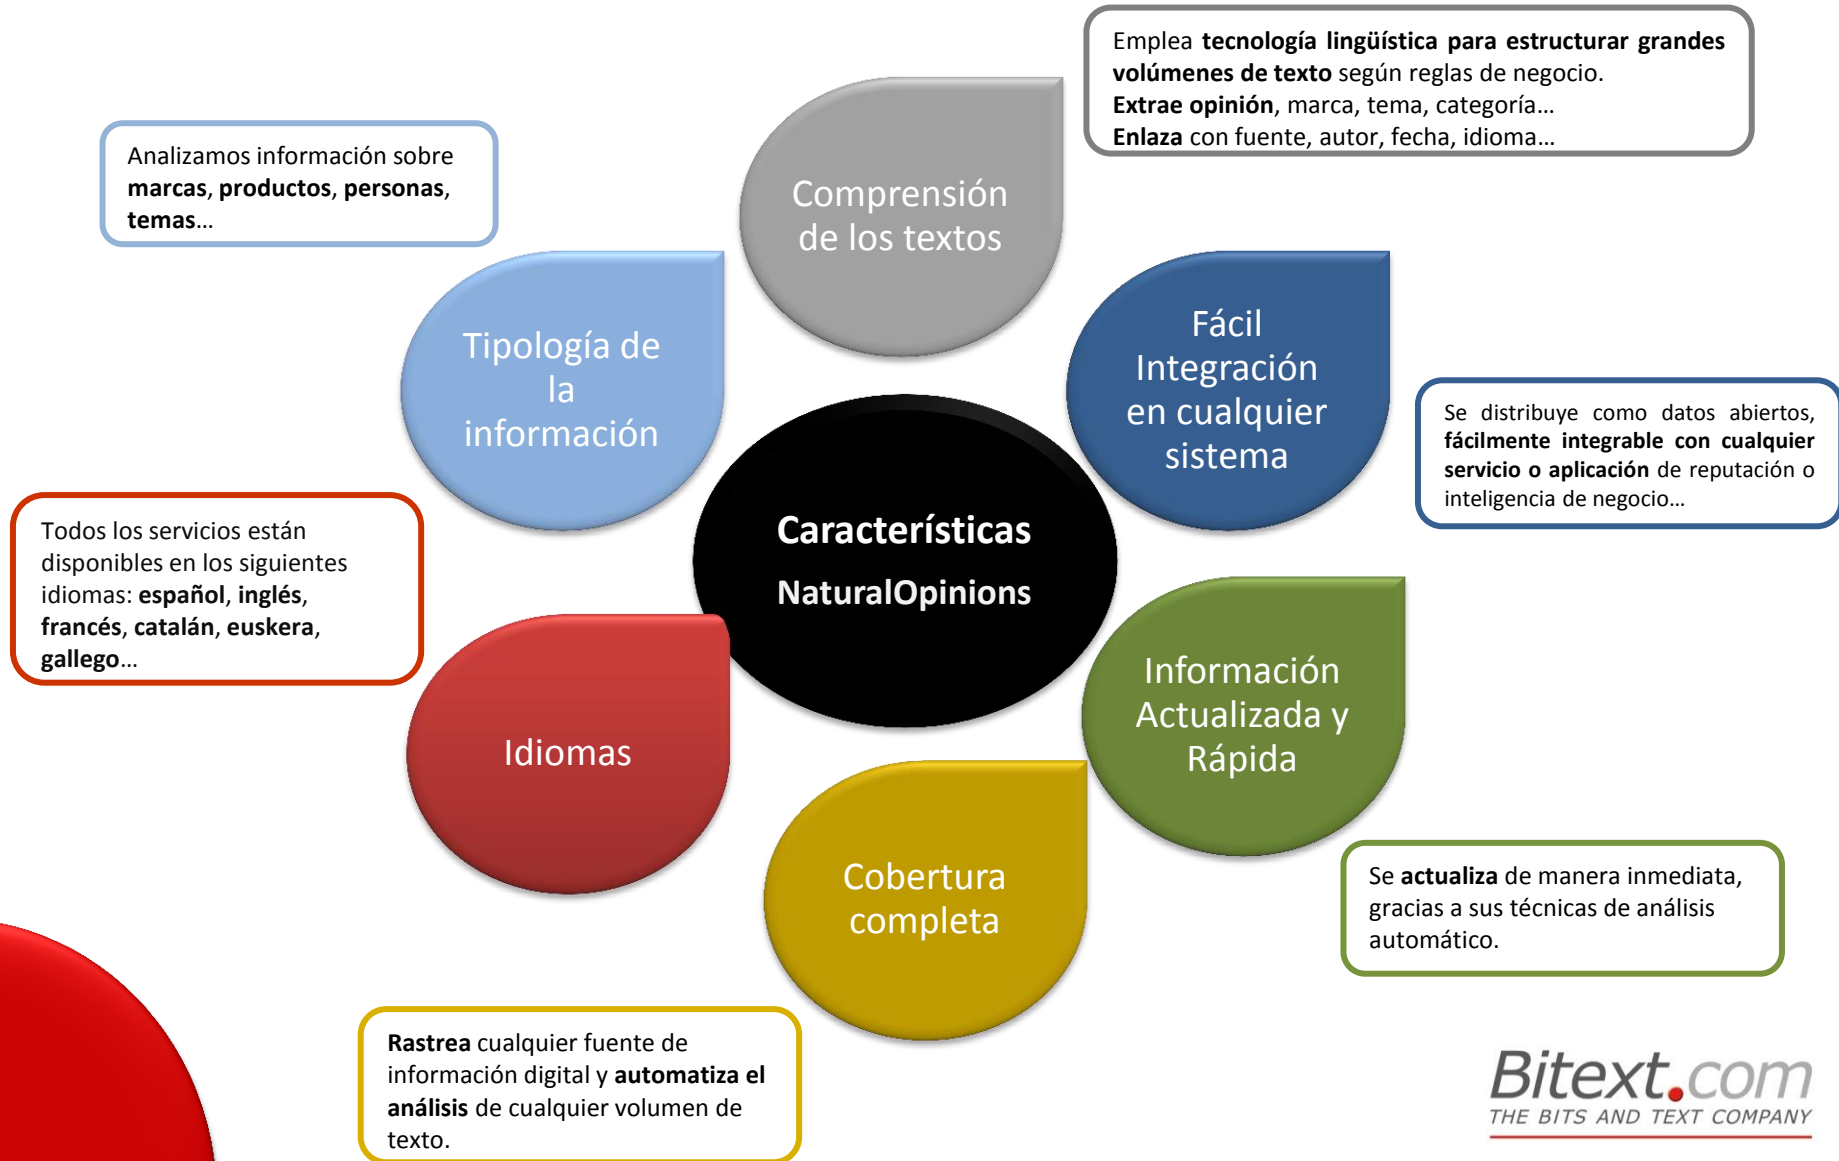 Emplea tecnología lingüística para estructurar grandes
volúmenes de texto según reglas de negocio.
Extrae opinión, marca, tema, categoría...
Enlaza con fuente, autor, fecha, idioma...
Analizamos información sobre
marcas, productos, personas,
temas...
Comprensión
de los textos
Tipología de
la
información
Fácil
Integración
en cualquier
sistema
Se distribuye como datos abiertos,
fácilmente integrable con cualquier
servicio o aplicación de reputación o
inteligencia de negocio...
Todos los servicios están
disponibles en los siguientes
idiomas: español, inglés,
francés, catalán, euskera,
gallego...
Característícas
NaturalOpinions
Idiomas
Información
Actualizada y
Rápida
Cobertura
completa
Se actualiza de manera inmediata,
gracias a sus técnicas de análisis
automático.
Rastrea cualquier fuente de
información digital y automatiza el
análisis de cualquier volumen de
texto.
Bitext.com
THE BITS AND TEXT COMPANY